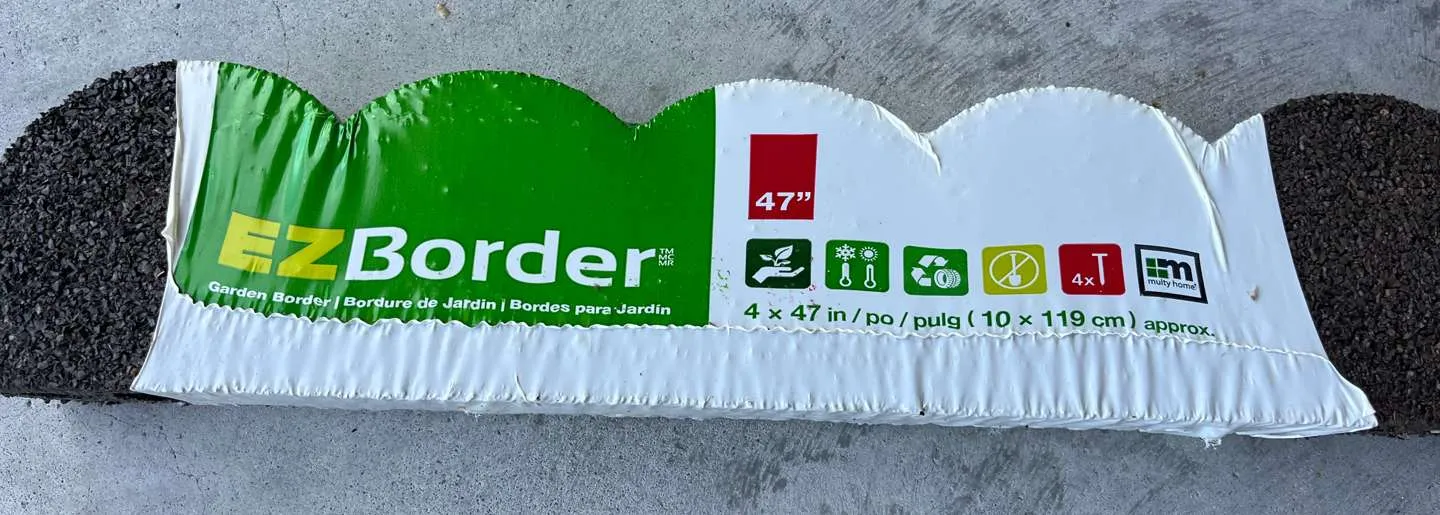 EZBorder TM MC MR
Garden Border | Bordure de Jardin | Bordes para Jardín
47”
4x
multy home
4 × 47 in / po / pulg ( 10 × 119 cm ) approx.